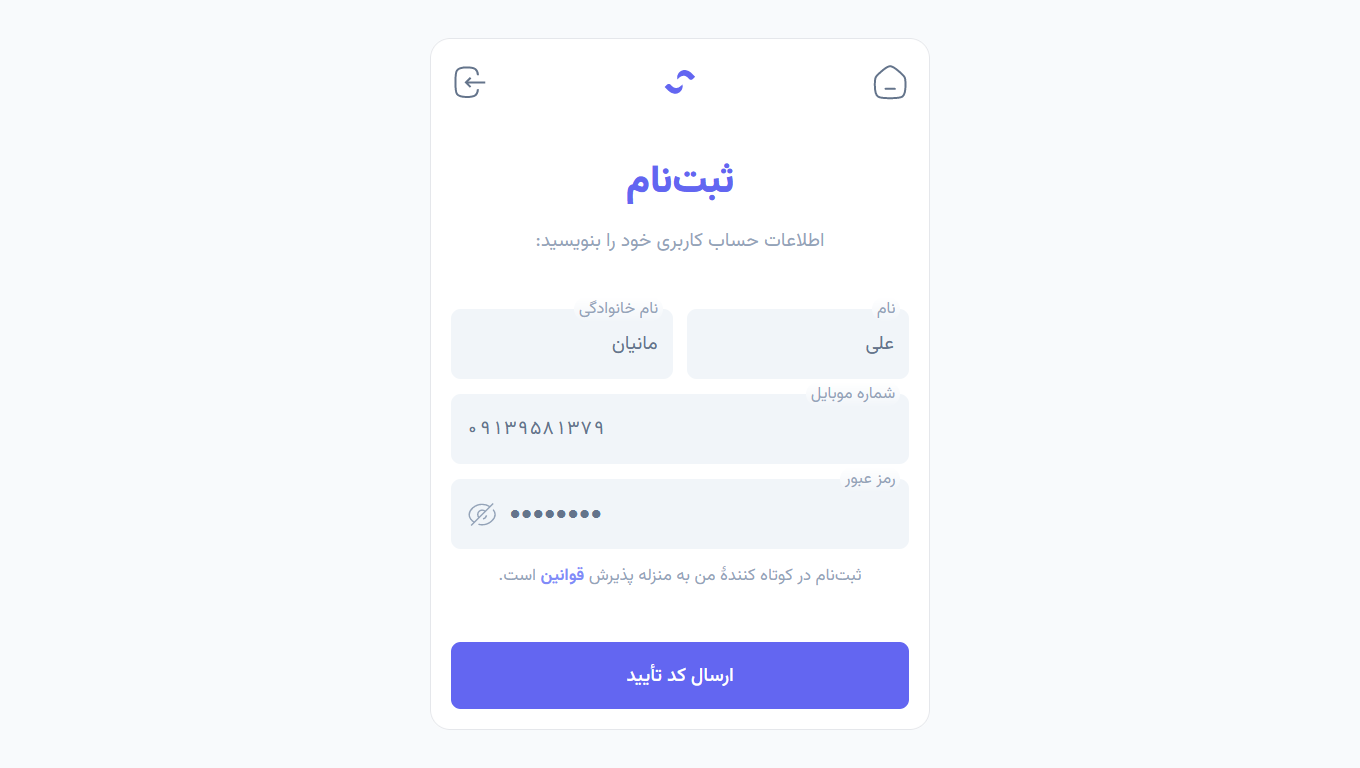 ثبت‌نام
اطلاعات حساب کاربری خود را بنویسید:
نام
علی
نام خانوادگی
مانیان
شماره موبایل
۰۹۱۳۹۵۸۱۳۷۹
رمز عبور
••••••••
ثبت‌نام در کوتاه کنندهٔ من به منزله پذیرش قوانین است.
ارسال کد تأیید